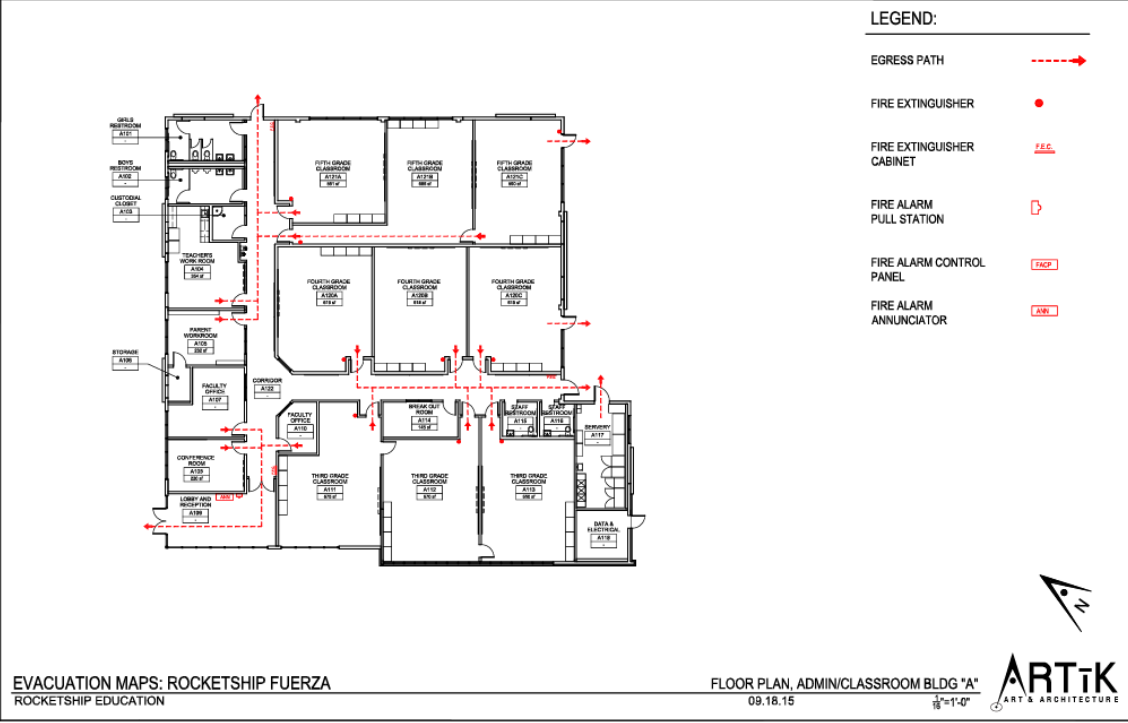 LEGEND:
EGRESS PATH
FIRE EXTINGUISHER
FIRE EXTINGUISHER
CABINET
F.E.C.
FIRE ALARM
PULL STATION
FIRE ALARM CONTROL
PANEL
FACP
FIRE ALARM
ANNUNCIATOR
ANN
GIRLS
RESTROOM
A101
BOYS
RESTROOM
A102
CUSTODIAL
CLOSET
A103
TEACHER'S
WORK ROOM
A104
PARENT
WORKROOM
A105
STORAGE
A106
FACULTY
OFFICE
A107
CORRIDOR
A122
FACULTY
OFFICE
A110
CONFERENCE
ROOM
LOBBY AND
RECEPTION
ANN
FIFTH GRADE
CLASSROOM
A121A
FIFTH GRADE
CLASSROOM
A121B
FIFTH GRADE
CLASSROOM
A121C
FOURTH GRADE
CLASSROOM
A120A
FOURTH GRADE
CLASSROOM
A120B
FOURTH GRADE
CLASSROOM
A120C
BREAK OUT
ROOM
A114
STAFF
RESTROOM
A115
STAFF
RESTROOM
A116
SERVERY
A117
THIRD GRADE
CLASSROOM
A111
THIRD GRADE
CLASSROOM
A112
THIRD GRADE
CLASSROOM
A113
DATA &
ELECTRICAL
A118
N
EVACUATION MAPS: ROCKETSHIP FUERZA
ROCKETSHIP EDUCATION
FLOOR PLAN, ADMIN/CLASSROOM BLDG "A"
09.18.15
1/16"=1'-0"
ARTiK
ART & ARCHITECTURE